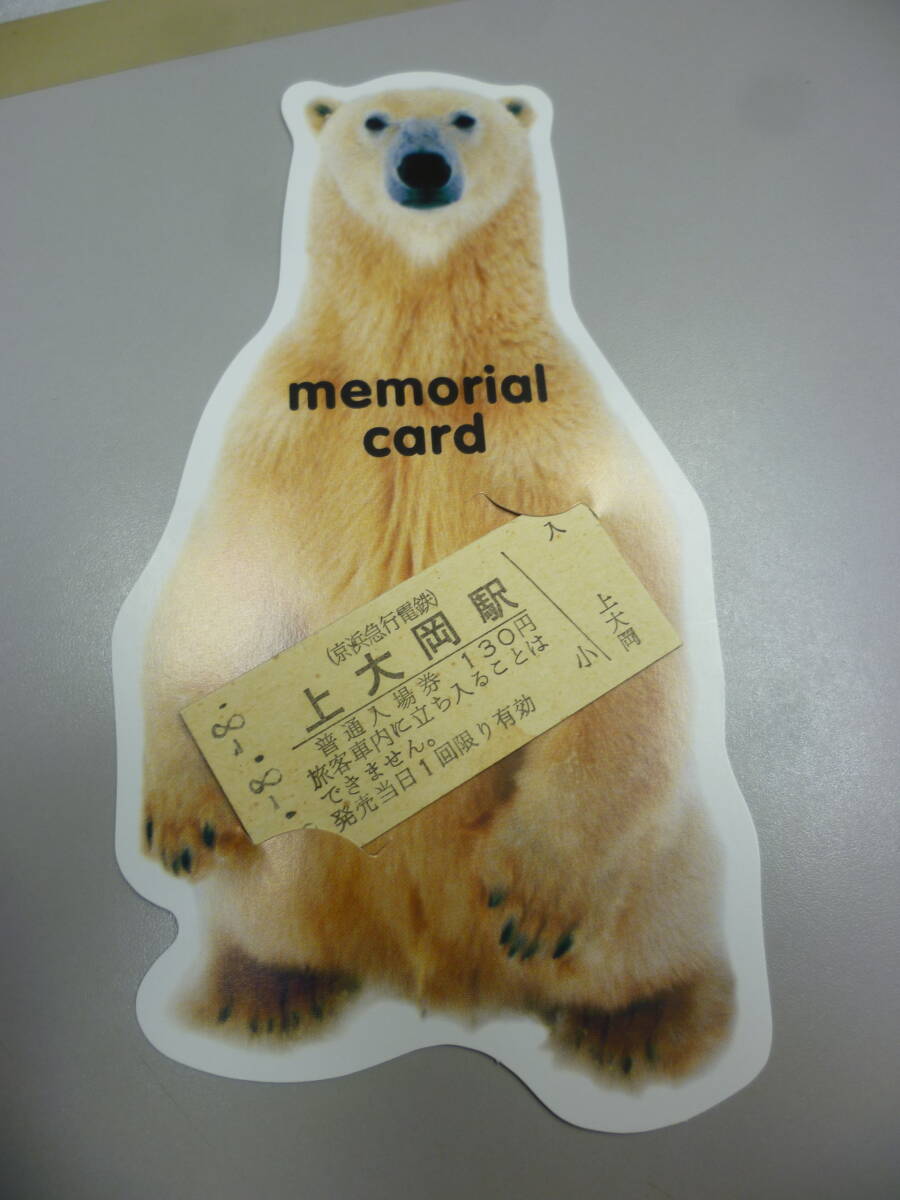 memorial
card
(京浜急行電鉄)
上大岡駅
普通入場券 130円
旅客車内に立ち入ることは
できません。
発売当日1回限り有効
入
小
上大岡
-8.-8.